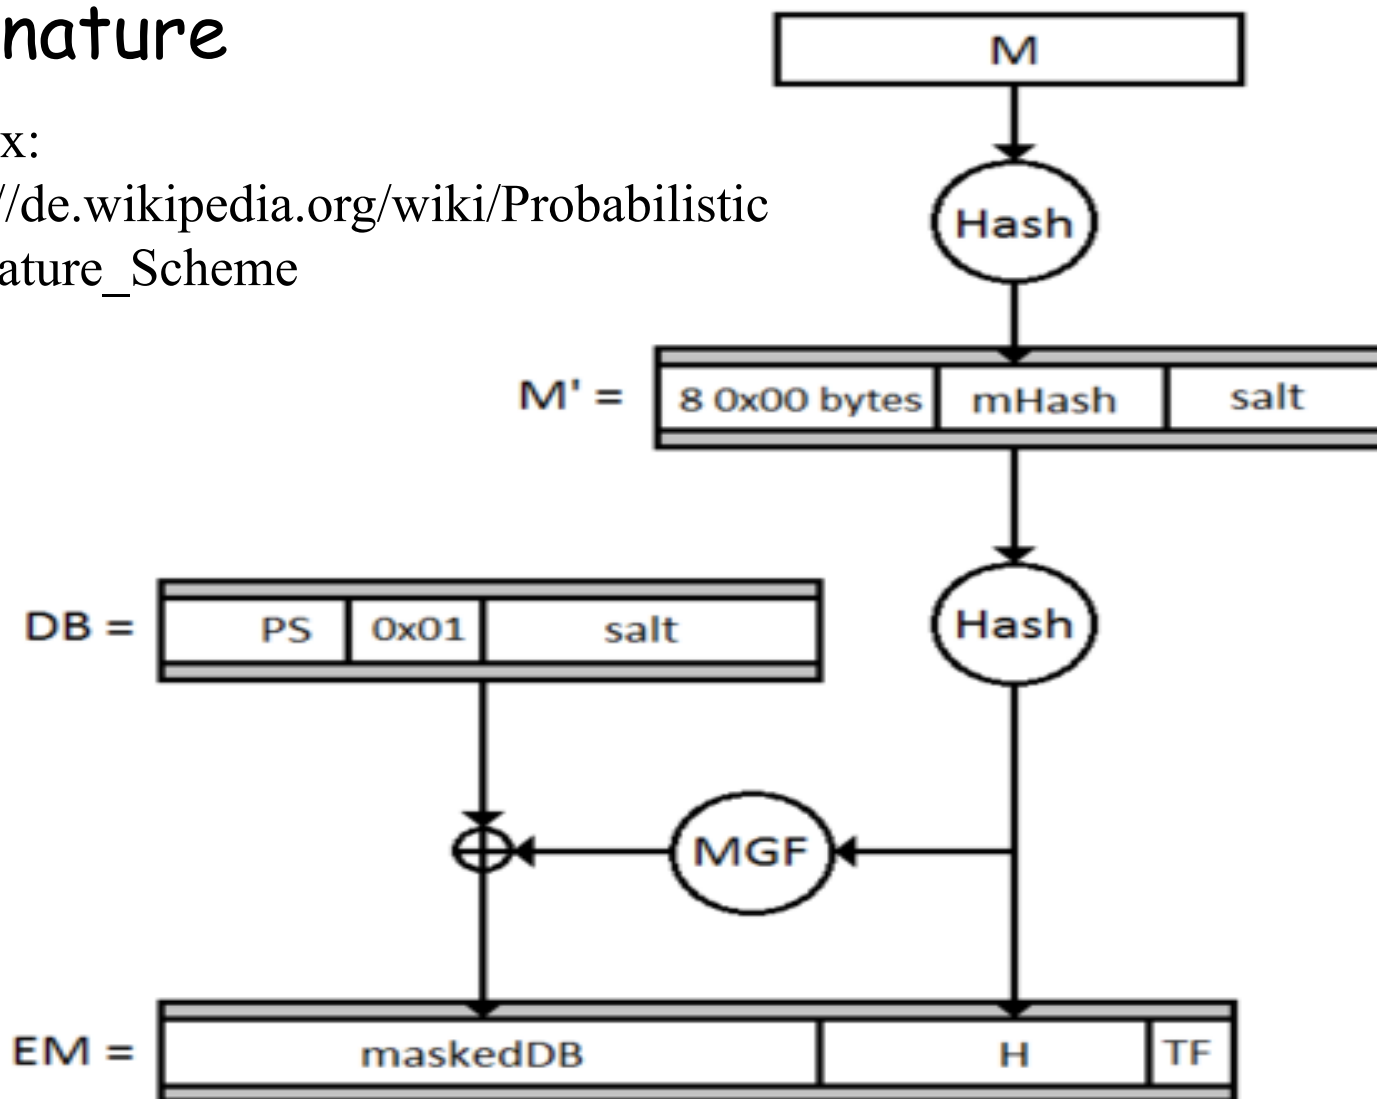 nature
x:
//de.wikipedia.org/wiki/Probabilistic
ature_Scheme
M
Hash
M' =
8 0x00 bytes
mHash
salt
DB =
PS
0x01
salt
Hash
MGF
EM =
maskedDB
H
TF